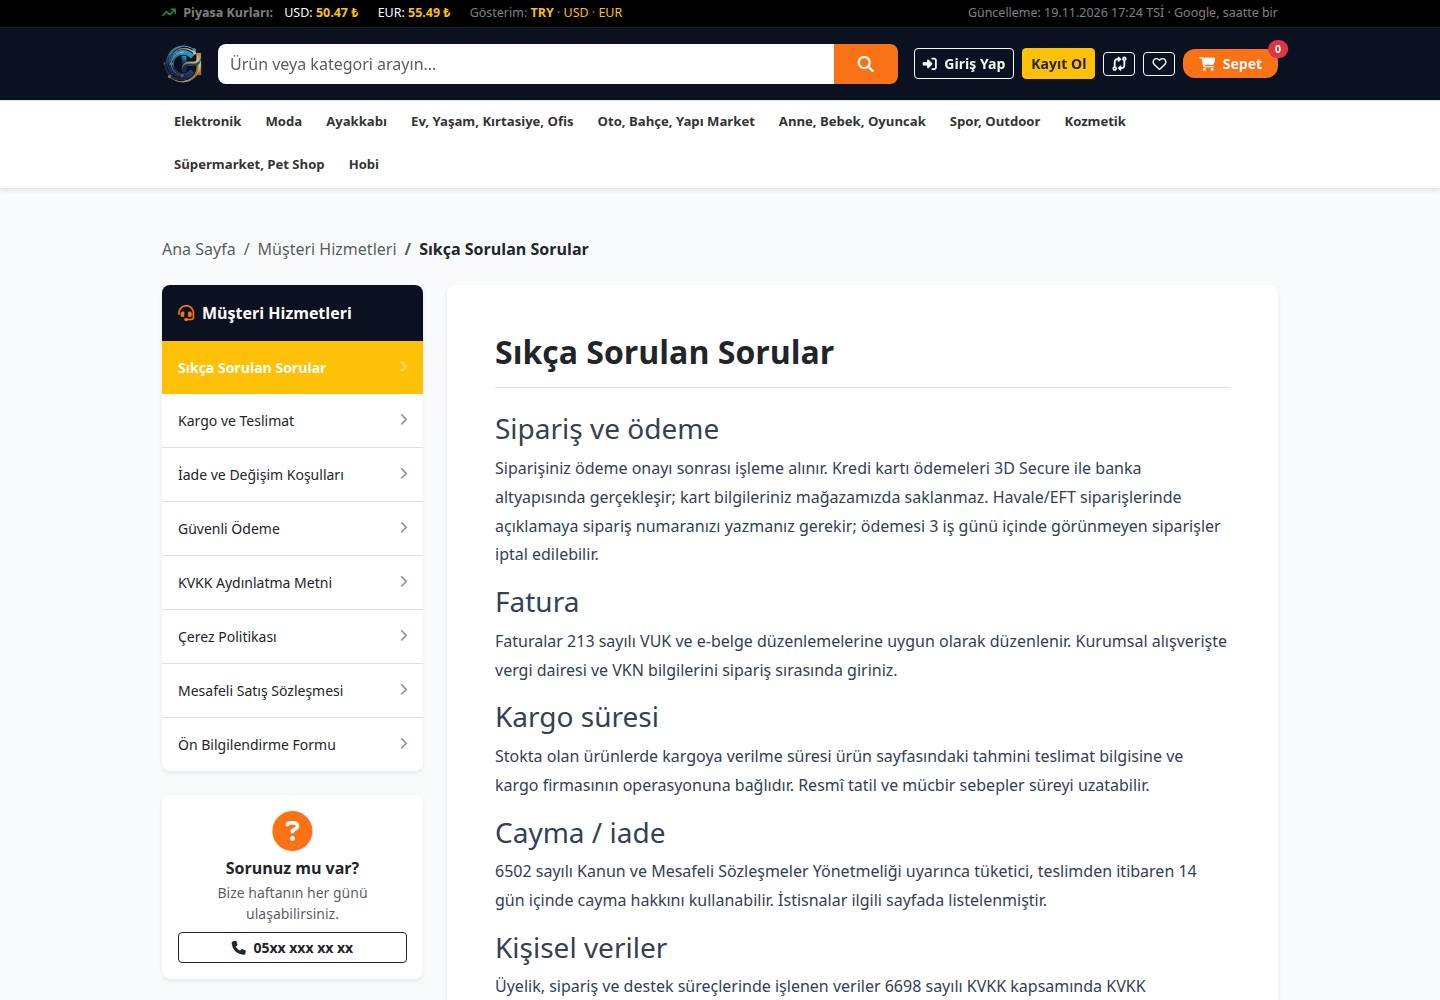 Piyasa Kurları: USD: 50.47 ₺ EUR: 55.49 ₺ Gösterim: TRY · USD · EUR
Güncelleme: 19.11.2026 17:24 TSİ · Google, saatte bir
Ürün veya kategori arayın...
Giriş Yap
Kayıt Ol
Sepet
0
Elektronik Moda Ayakkabı Ev, Yaşam, Kırtasiye, Ofis Oto, Bahçe, Yapı Market Anne, Bebek, Oyuncak Spor, Outdoor Kozmetik
Süpermarket, Pet Shop Hobi
Ana Sayfa / Müşteri Hizmetleri / Sıkça Sorulan Sorular
Müşteri Hizmetleri
Sıkça Sorulan Sorular
Kargo ve Teslimat
İade ve Değişim Koşulları
Güvenli Ödeme
KVKK Aydınlatma Metni
Çerez Politikası
Mesafeli Satış Sözleşmesi
Ön Bilgilendirme Formu
Sorunuz mu var?
Bize haftanın her günü
ulaşabilirsiniz.
05xx xxx xx xx
Sıkça Sorulan Sorular
Sipariş ve ödeme
Siparişiniz ödeme onayı sonrası işleme alınır. Kredi kartı ödemeleri 3D Secure ile banka
altyapısında gerçekleşir; kart bilgileriniz mağazamızda saklanmaz. Havale/EFT siparişlerinde
açıklamaya sipariş numaranızı yazmanız gerekir; ödemesi 3 iş günü içinde görünmeyen siparişler
iptal edilebilir.
Fatura
Faturalar 213 sayılı VUK ve e-belge düzenlemelerine uygun olarak düzenlenir. Kurumsal alışverişte
vergi dairesi ve VKN bilgilerini sipariş sırasında giriniz.
Kargo süresi
Stokta olan ürünlerde kargoya verilme süresi ürün sayfasındaki tahmini teslimat bilgisine ve
kargo firmasının operasyonuna bağlıdır. Resmî tatil ve mücbir sebepler süreyi uzatabilir.
Cayma / iade
6502 sayılı Kanun ve Mesafeli Sözleşmeler Yönetmeliği uyarınca tüketici, teslimden itibaren 14
gün içinde cayma hakkını kullanabilir. İstisnalar ilgili sayfada listelenmiştir.
Kişisel veriler
Üyelik, sipariş ve destek süreçlerinde işlenen veriler 6698 sayılı KVKK kapsamında KVKK